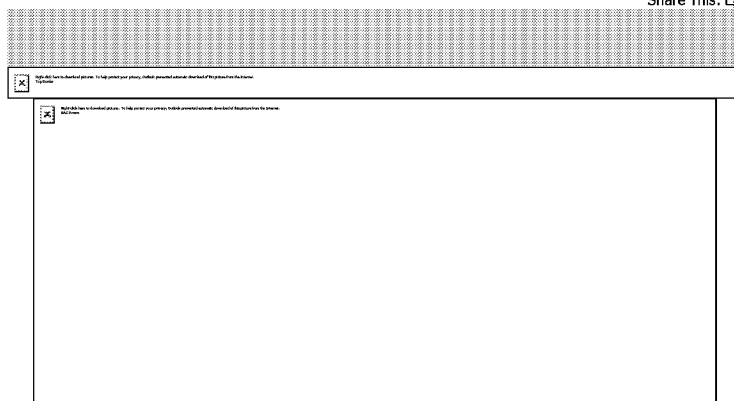 Share This:
Right-click here to download pictures. To help protect your privacy, Outlook prevented automatic download of this picture from the Internet.
Top Border
Right-click here to download pictures. To help protect your privacy, Outlook prevented automatic download of this picture from the Internet.